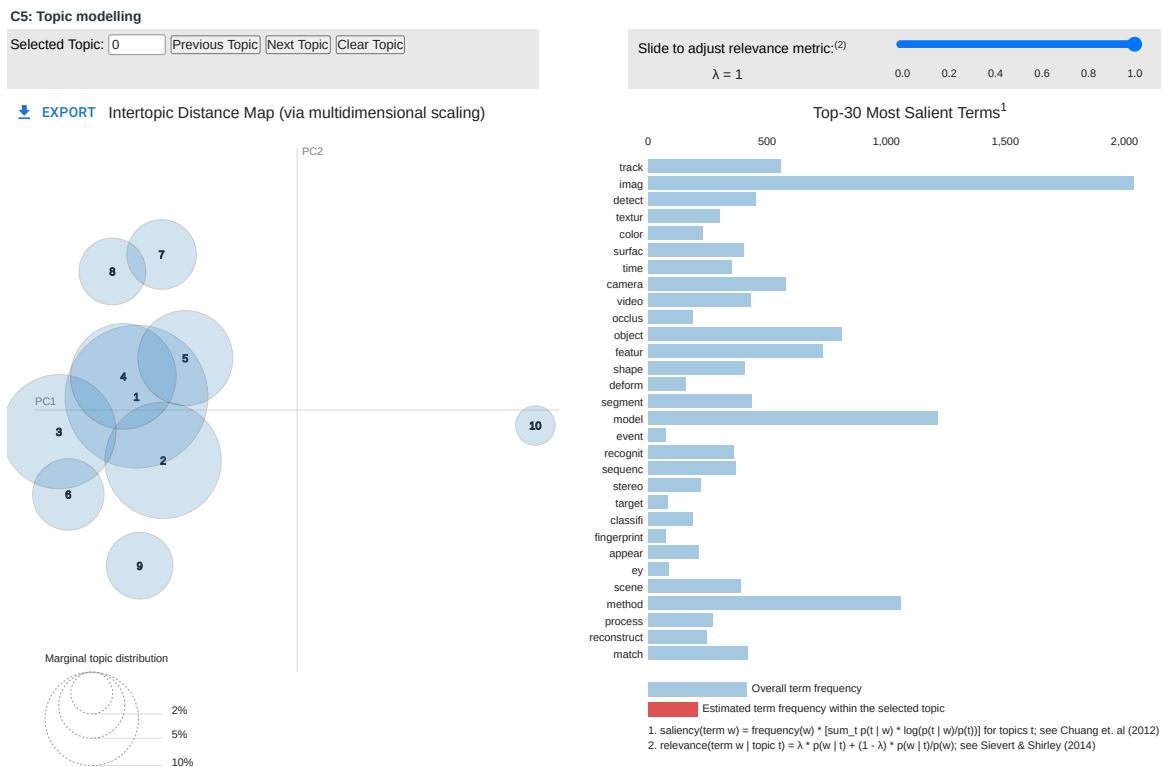 C5: Topic modelling
Selected Topic: 0 Previous Topic Next Topic Clear Topic
Slide to adjust relevance metric:(2)
λ = 1
0.0 0.2 0.4 0.6 0.8 1.0
EXPORT Intertopic Distance Map (via multidimensional scaling)
PC2
8
7
4
5
1
PC1
3
2
10
6
9
Marginal topic distribution
2%
5%
10%
Top-30 Most Salient Terms1
0 500 1,000 1,500 2,000
track
imag
detect
textur
color
surfac
time
camera
video
occlus
object
featur
shape
deform
segment
model
event
recognit
sequenc
stereo
target
classifi
fingerprint
appear
ey
scene
method
process
reconstruct
match
Overall term frequency
Estimated term frequency within the selected topic
1. saliency(term w) = frequency(w) * [sum_t p(t | w) * log(p(t | w)/p(t))] for topics t; see Chuang et. al (2012)
2. relevance(term w | topic t) = λ * p(w | t) + (1 - λ) * p(w | t)/p(w); see Sievert & Shirley (2014)